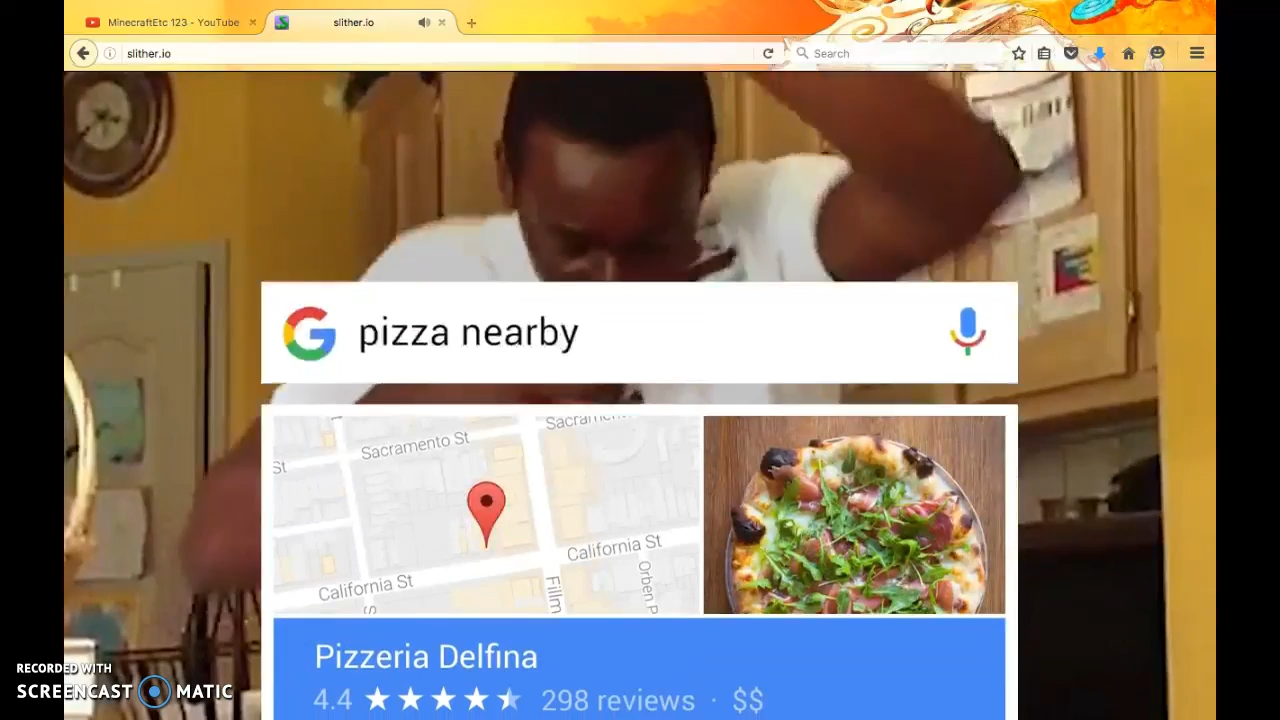 MinecraftEtc 123 - YouTube
slither.io
slither.io
Search
pizza nearby
Sacramento St
Sacramen
St
California St
California St
Fillm
Orben P
S
Pizzeria Delfina
4.4 298 reviews · $$
RECORDED WITH
SCREENCAST MATIC